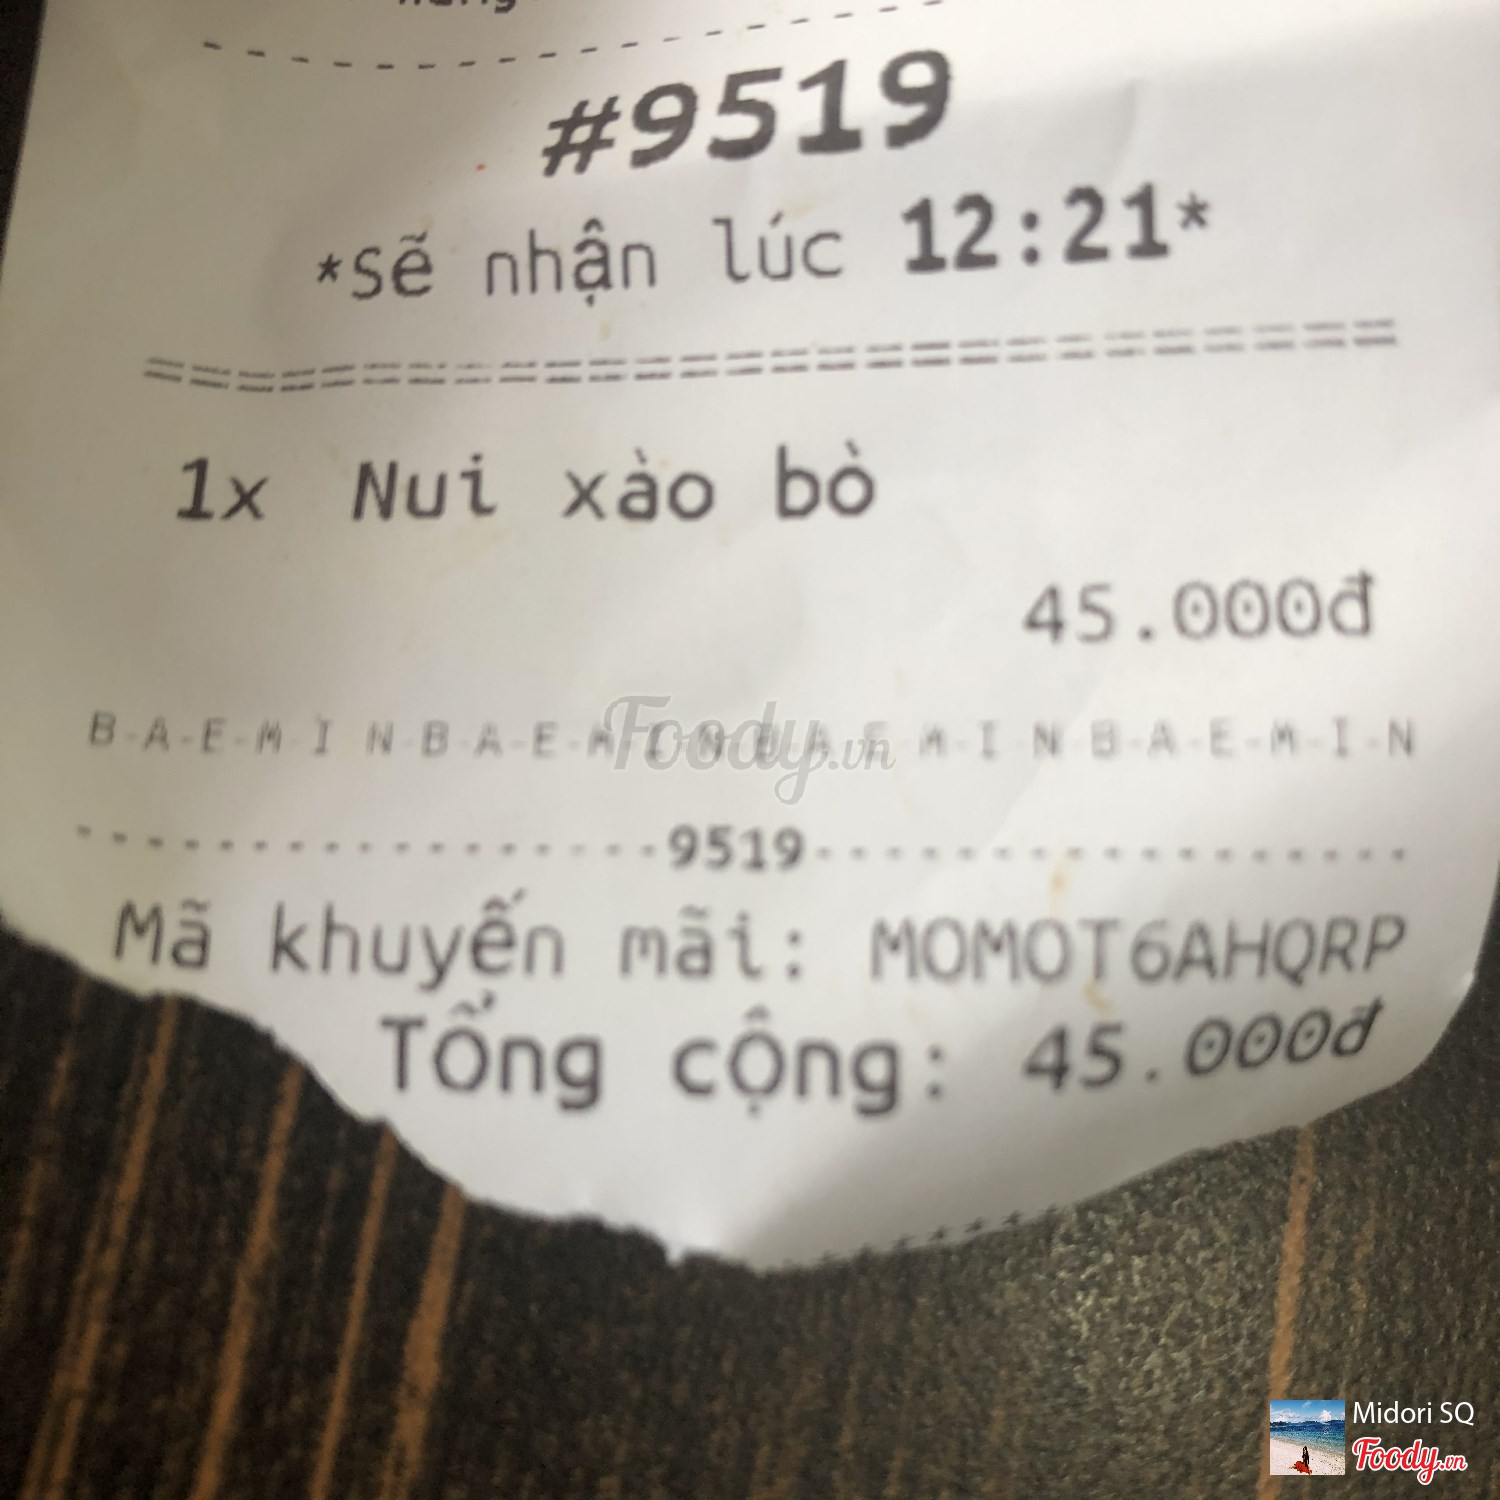 #9519
*Sẽ nhận lúc 12:21*
1x Nui xào bò
45.000đ
B-A-E-M-I N-B-A-E-M-I-N-B-A-E-M-I N-B-A-E-M-I-N
Foody.vn
9519
Mã khuyến mãi: MOMOT6AHQRP
Tổng cộng: 45.000đ
Midori SQ
Foody.vn